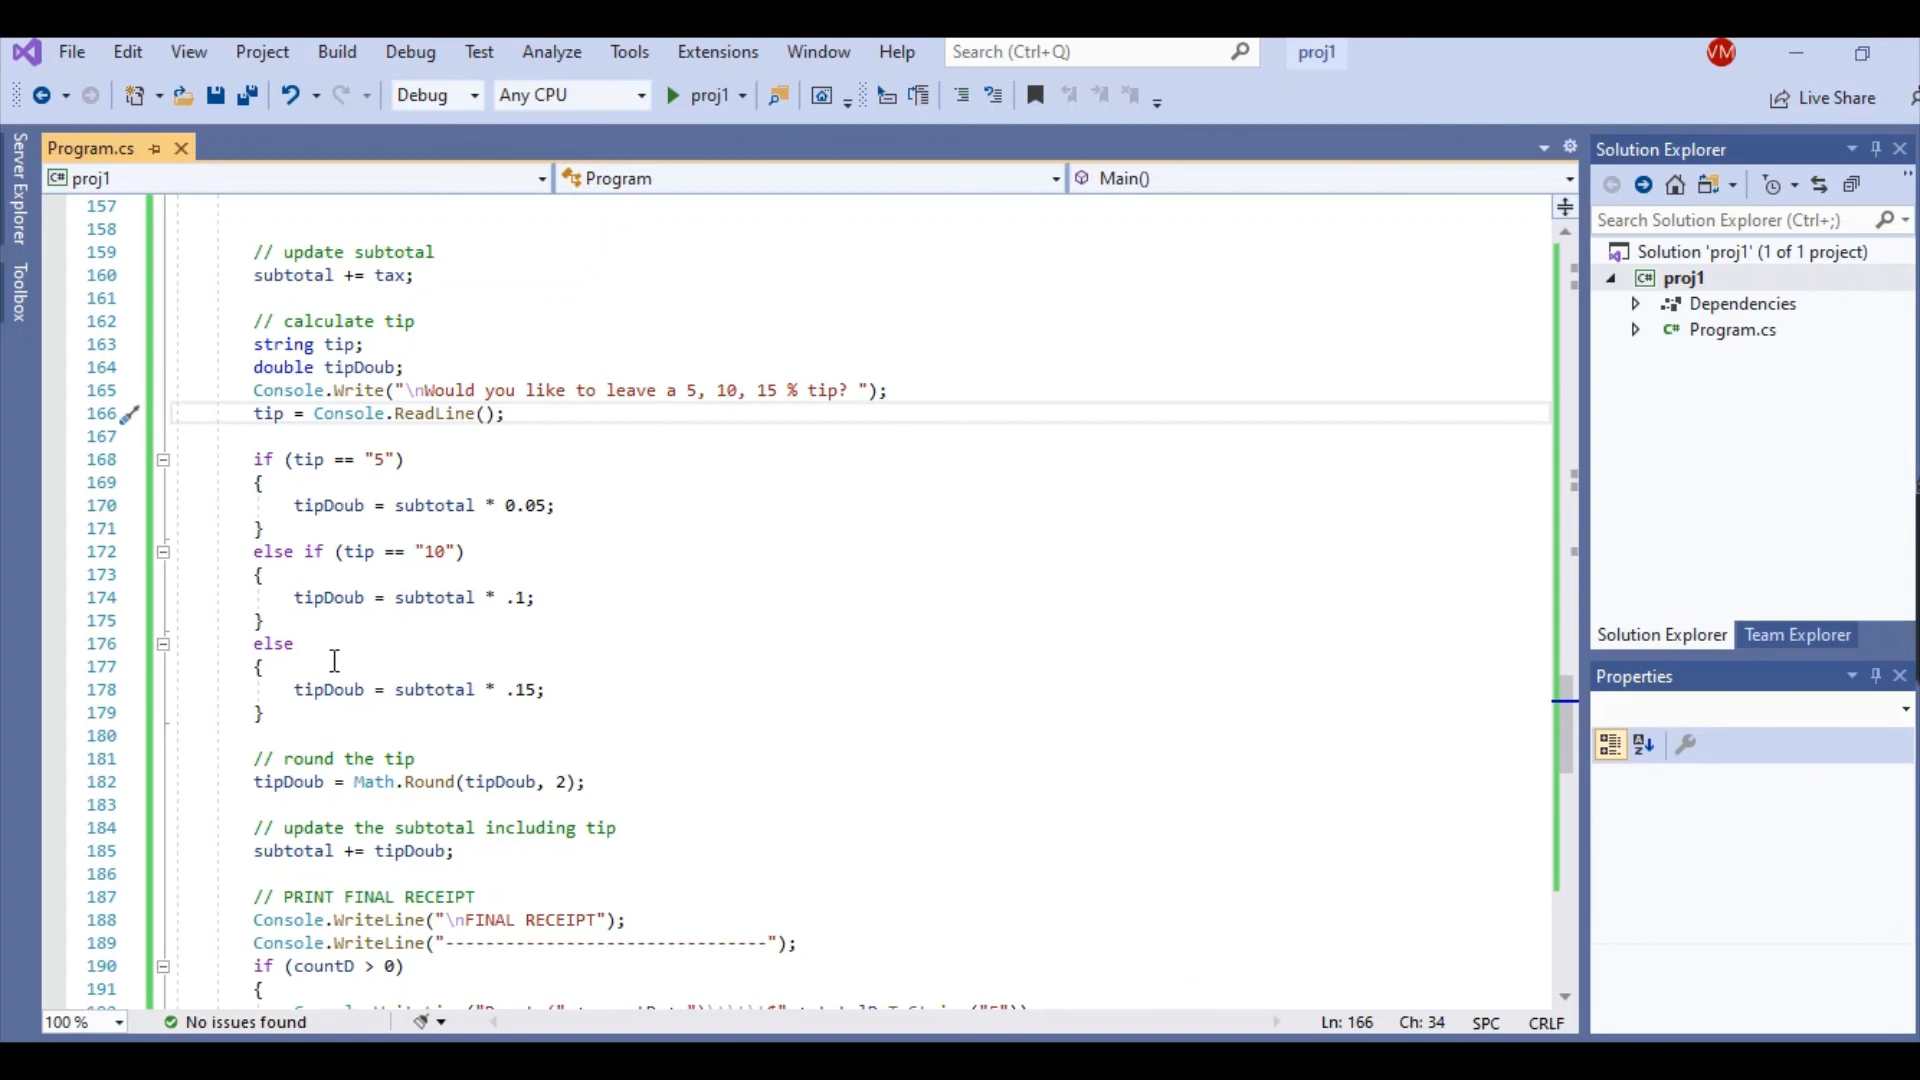 File Edit View Project Build Debug Test Analyze Tools Extensions Window Help Search (Ctrl+Q) proj1 VM
Debug Any CPU proj1 Live Share
Server Explorer
Toolbox
Program.cs
proj1 Program Main()
157
158
159 // update subtotal
160 subtotal += tax;
161
162 // calculate tip
163 string tip;
164 double tipDoub;
165 Console.Write("\nWould you like to leave a 5, 10, 15 % tip? ");
166 tip = Console.ReadLine();
167
168 if (tip == "5")
169 {
170 tipDoub = subtotal * 0.05;
171 }
172 else if (tip == "10")
173 {
174 tipDoub = subtotal * .1;
175 }
176 else
177 {
178 tipDoub = subtotal * .15;
179 }
180
181 // round the tip
182 tipDoub = Math.Round(tipDoub, 2);
183
184 // update the subtotal including tip
185 subtotal += tipDoub;
186
187 // PRINT FINAL RECEIPT
188 Console.WriteLine("\nFINAL RECEIPT");
189 Console.WriteLine("--------------------------------");
190 if (countD > 0)
191 {
100 % No issues found Ln: 166 Ch: 34 SPC CRLF
Solution Explorer
Search Solution Explorer (Ctrl+;)
Solution 'proj1' (1 of 1 project)
C# proj1
Dependencies
C# Program.cs
Solution Explorer Team Explorer
Properties